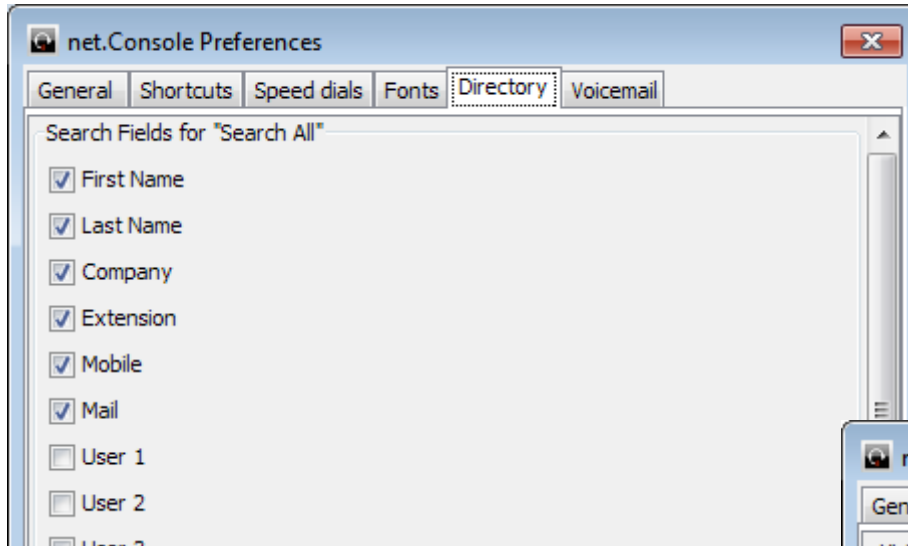 net.Console Preferences
General Shortcuts Speed dials Fonts Directory Voicemail
Search Fields for "Search All"
First Name
Last Name
Company
Extension
Mobile
Mail
User 1
User 2